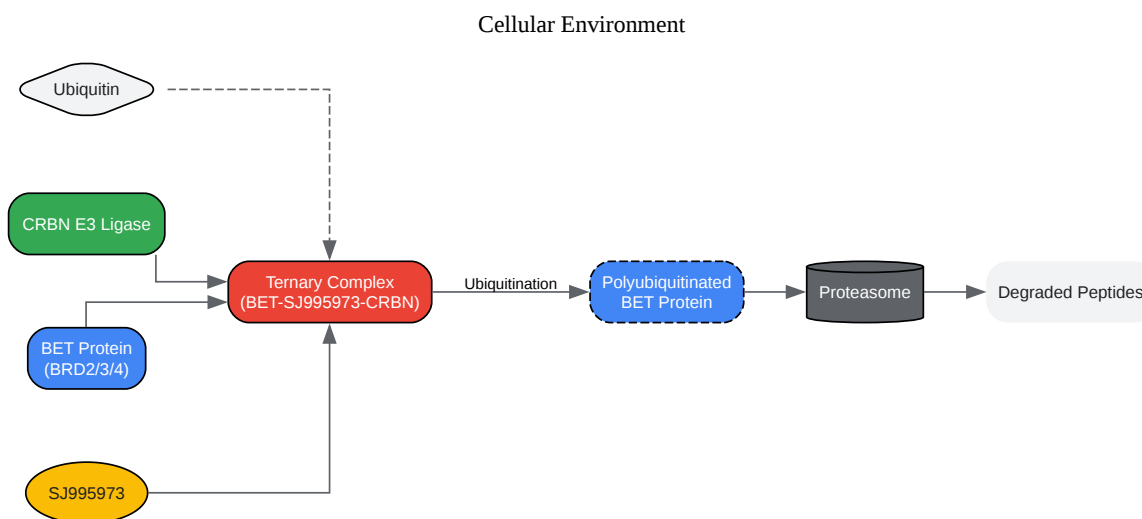 Cellular Environment
Ubiquitin
CRBN E3 Ligase
Ternary Complex
(BET-SJ995973-CRBN)
Ubiquitination
Polyubiquitinated
BET Protein
Proteasome
Degraded Peptides
BET Protein
(BRD2/3/4)
SJ995973